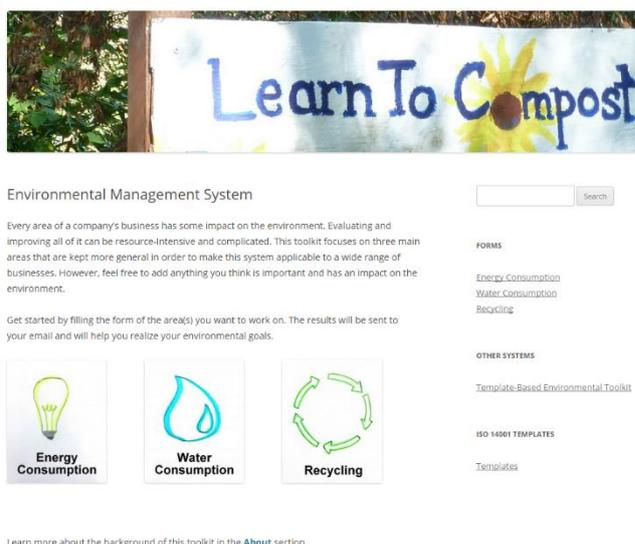 Learn To Compost
Environmental Management System
Every area of a company's business has some impact on the environment. Evaluating and
improving all of it can be resource-Intensive and complicated. This toolkit focuses on three main
areas that are kept more general in order to make this system applicable to a wide range of
businesses. However, feel free to add anything you think is important and has an impact on the
environment.
Get started by filling the form of the area(s) you want to work on. The results will be sent to
your email and will help you realize your environmental goals.
Energy
Consumption
Water
Consumption
Recycling
Learn more about the background of this toolkit in the About section
Search
FORMS
Energy Consumption
Water Consumption
Recycling
OTHER SYSTEMS
Template-Based Environmental Toolkit
ISO 14001 TEMPLATES
Templates